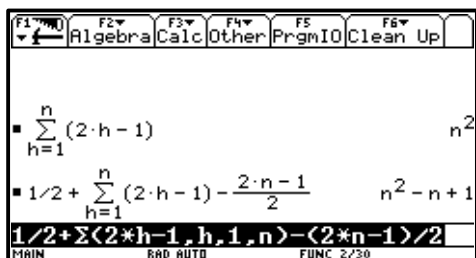 F1 F2 F3 F4 F5 F6
Algebra Calc Other PrgmIO Clean Up
n
▪ Σ (2·h − 1) n²
h=1
n
▪ 1/2 + Σ (2·h − 1) − (2·n − 1)/2 n² − n + 1
h=1
1/2+Σ(2*h-1,h,1,n)-(2*n-1)/2
MAIN RAD AUTO FUNC 2/30